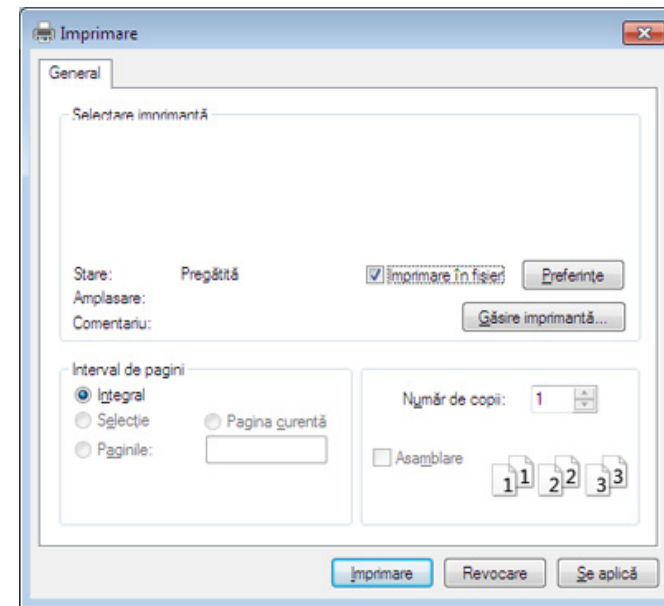 Imprimare
General
Selectare imprimantă
Stare: Pregătită
Imprimare în fișier
Preferințe
Amplasare:
Comentariu:
Găsire imprimantă...
Interval de pagini
Integral
Selecție
Pagina curentă
Paginile:
Număr de copii: 1
Asamblare
1 1 2 2 3 3
Imprimare
Revocare
Se aplică